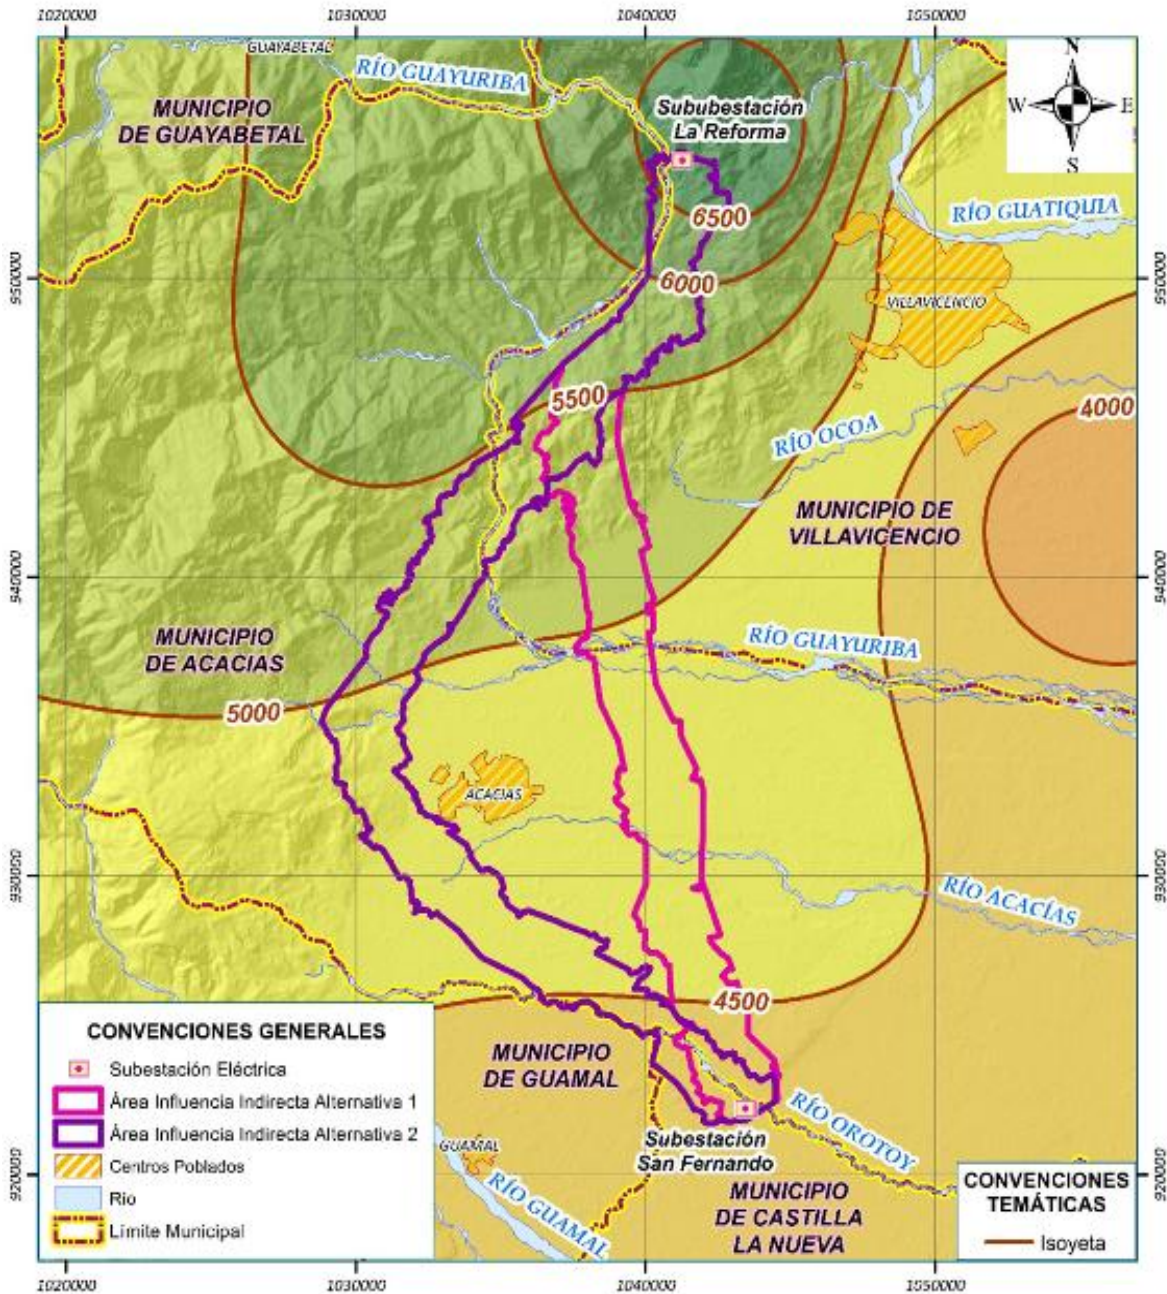 1020000
1030000
1040000
1050000
GUAYABETAL
RÍO GUAYURIBA
N
W
E
S
MUNICIPIO
DE GUAYABETAL
Sububestación
La Reforma
RÍO GUATIQUIA
6500
950000
950000
6000
VILLAVICENCIO
5500
4000
RÍO OCOA
MUNICIPIO DE
VILLAVICENCIO
940000
940000
MUNICIPIO
DE ACACIAS
RÍO GUAYURIBA
5000
ACACIAS
930000
930000
RÍO ACACÍAS
4500
CONVENCIONES GENERALES
Subestación Eléctrica
Área Influencia Indirecta Alternativa 1
Área Influencia Indirecta Alternativa 2
Centros Poblados
Río
Límite Municipal
MUNICIPIO
DE GUAMAL
RÍO OROTOY
Subestación
San Fernando
GUAMAL
RÍO GUAMAL
MUNICIPIO
DE CASTILLA
LA NUEVA
920000
920000
CONVENCIONES
TEMÁTICAS
Isoyeta
1020000
1030000
1040000
1050000